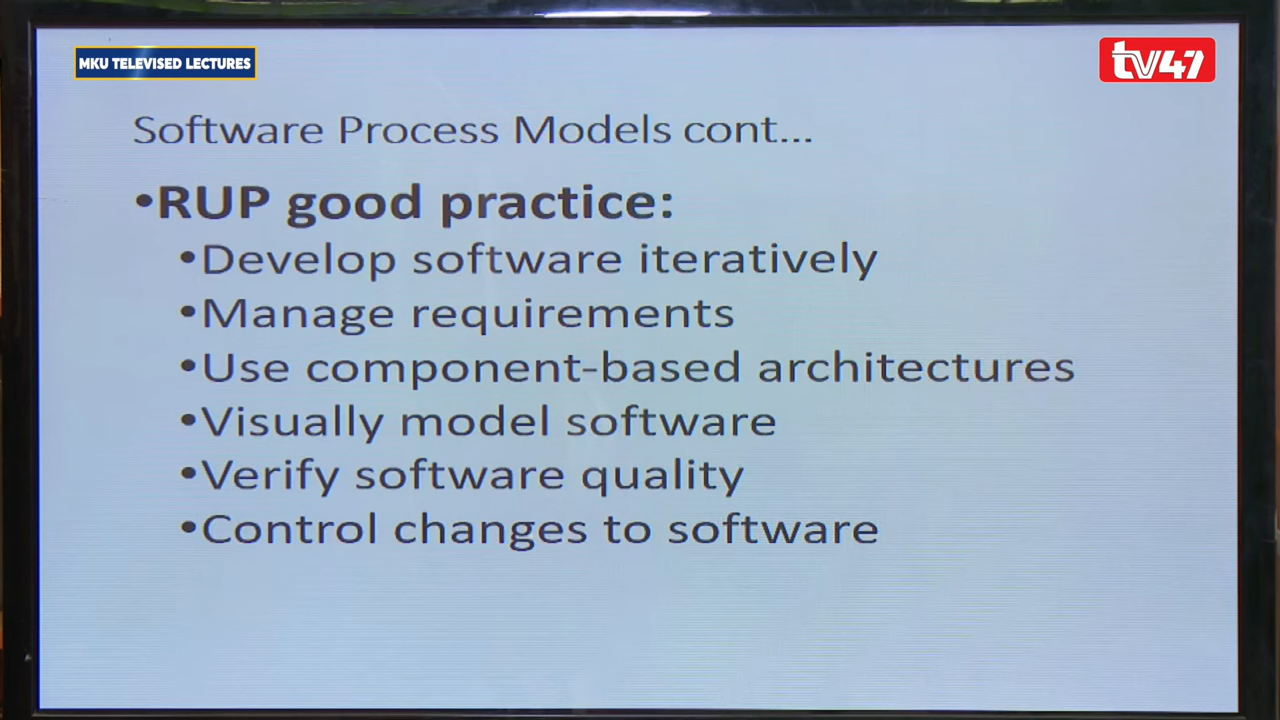 MKU TELEVISED LECTURES
tv47
Software Process Models cont...
•RUP good practice:
•Develop software iteratively
•Manage requirements
•Use component-based architectures
•Visually model software
•Verify software quality
•Control changes to software